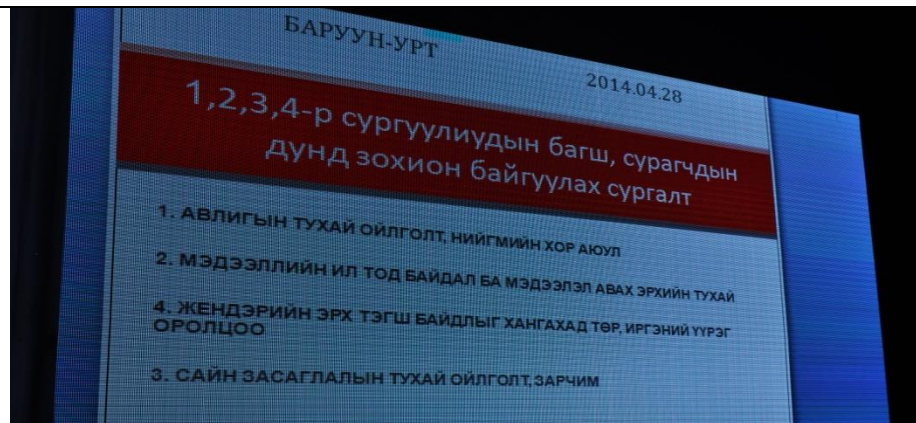 БАРУУН-УРТ
2014.04.28
1,2,3,4-р сургуулиудын багш, сурагчдын
дунд зохион байгуулах сургалт
1. АВЛИГЫН ТУХАЙ ОЙЛГОЛТ, НИЙГМИЙН ХОР АЮУЛ
2. МЭДЭЭЛЛИЙН ИЛ ТОД БАЙДАЛ БА МЭДЭЭЛЭЛ АВАХ ЭРХИЙН ТУХАЙ
4. ЖЕНДЭРИЙН ЭРХ ТЭГШ БАЙДЛЫГ ХАНГАХАД ТӨР, ИРГЭНИЙ ҮҮРЭГ
ОРОЛЦОО
3. САЙН ЗАСАГЛАЛЫН ТУХАЙ ОЙЛГОЛТ, ЗАРЧИМ